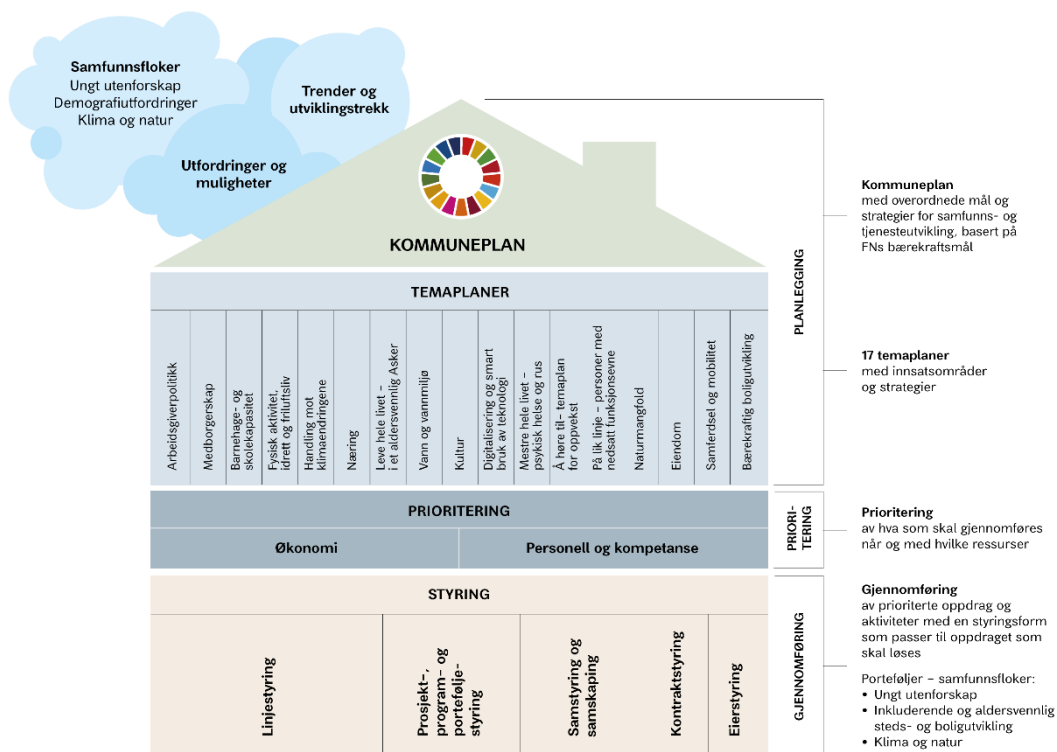 Samfunnsfloker
Ungt utenforskap
Demografiutfordringer
Klima og natur
Trender og
utviklingstrekk
Utfordringer og
muligheter
KOMMUNEPLAN
TEMAPLANER
Arbeidsgiverpolitikk
Medborgerskap
Barnehage- og
skolekapasitet
Fysisk aktivitet,
idrett og friluftsliv
Handling mot
klimaendringene
Næring
Leve hele livet –
i et aldersvennlig Asker
Vann og vannmiljø
Kultur
Digitalisering og smart
bruk av teknologi
Mestre hele livet –
psykisk helse og rus
Å høre til- temaplan
for oppvekst
På lik linje – personer med
nedsatt funksjonsevne
Naturmangfold
Eiendom
Samferdsel og mobilitet
Bærekraftig boligutvikling
PRIORITERING
Økonomi
Personell og kompetanse
STYRING
Linjestyring
Prosjekt-,
program- og
portefølje-
styring
Samstyring og
samskaping
Kontraktstyring
Eierstyring
PLANLEGGING
PRIORI-
TERING
GJENNOMFØRING
Kommuneplan
med overordnede mål og
strategier for samfunns- og
tjenesteutvikling, basert på
FNs bærekraftsmål
17 temaplaner
med innsatsområder
og strategier
Prioritering
av hva som skal gjennomføres
når og med hvilke ressurser
Gjennomføring
av prioriterte oppdrag og
aktiviteter med en styringsform
som passer til oppdraget som
skal løses
Porteføljer – samfunnsfloker:
• Ungt utenforskap
• Inkluderende og aldersvennlig
steds- og boligutvikling
• Klima og natur